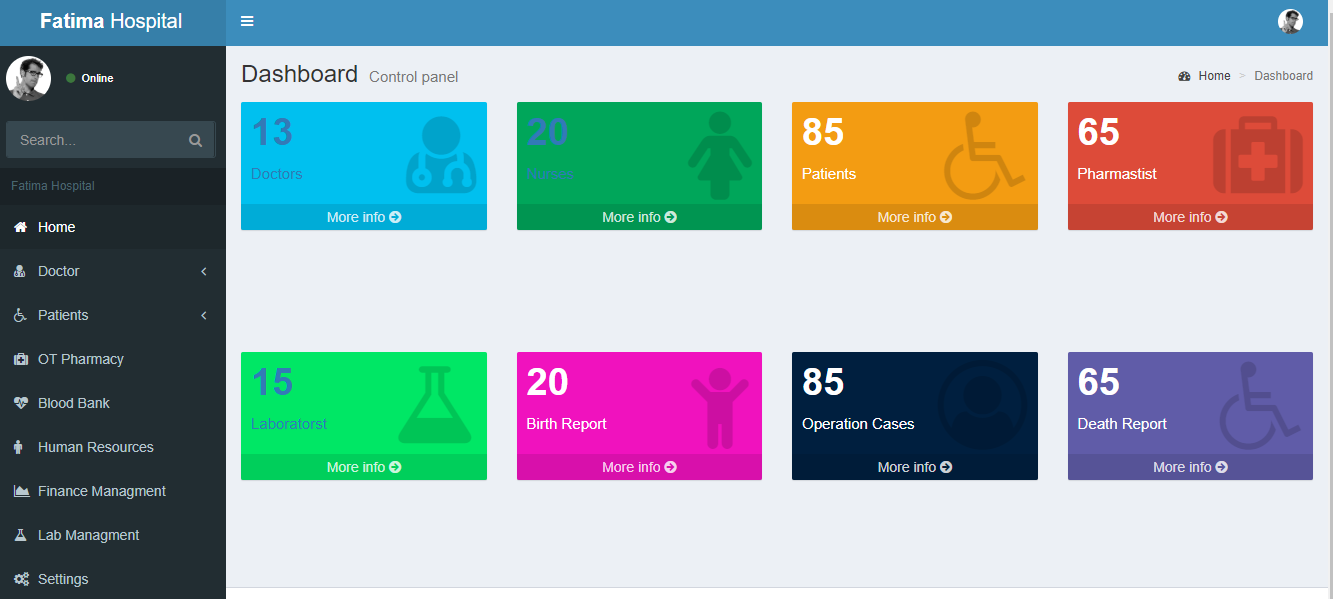 Fatima Hospital
Online
Search...
Fatima Hospital
Home
Doctor
Patients
OT Pharmacy
Blood Bank
Human Resources
Finance Managment
Lab Managment
Settings
Dashboard Control panel
Home > Dashboard
13
Doctors
More info
20
Nurses
More info
85
Patients
More info
65
Pharmastist
More info
15
Laboratorst
More info
20
Birth Report
More info
85
Operation Cases
More info
65
Death Report
More info